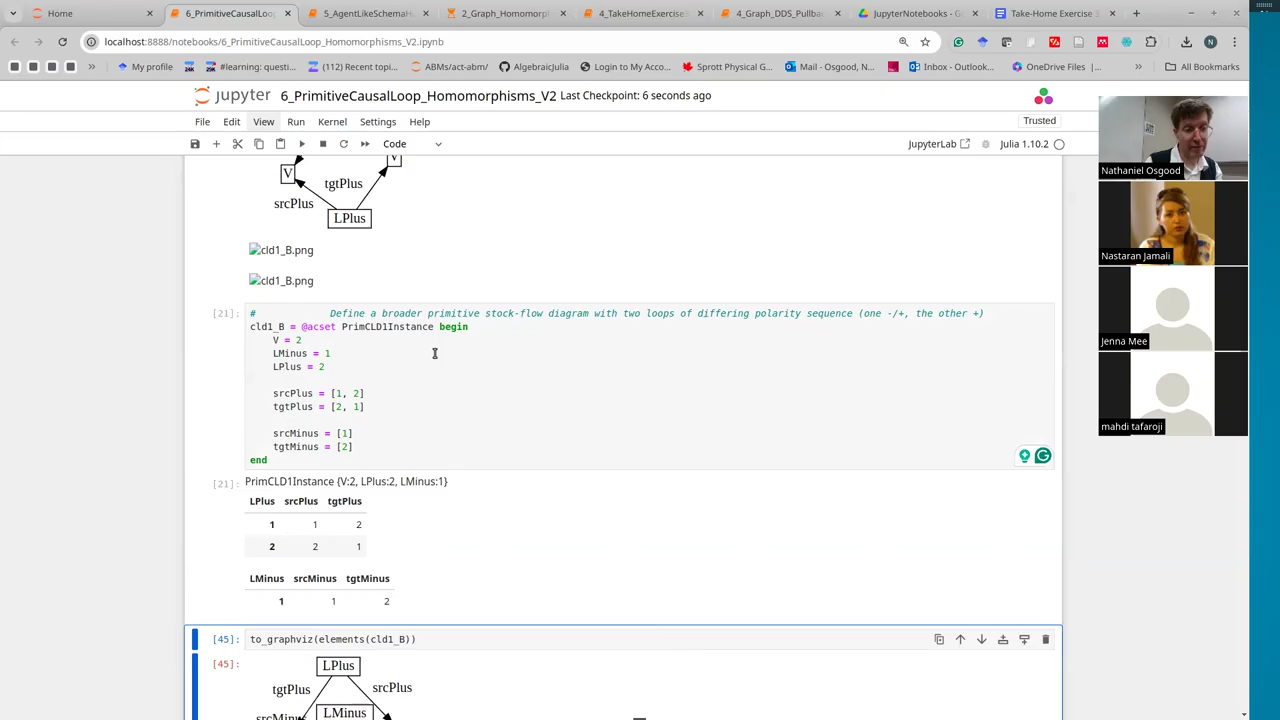 Home
6_PrimitiveCausalLoop
5_AgentLikeSchemaH
2_Graph_Homomorp
4_TakeHomeExercise
4_Graph_DDS_Pullba
JupyterNotebooks - G
Take-Home Exercise 3
localhost:8888/notebooks/6_PrimitiveCausalLoop_Homomorphisms_V2.ipynb
My profile
#learning: questi...
(112) Recent topi...
ABMs/act-abm/ ...
AlgebraicJulia
Login to My Acco...
Sprott Physical G...
Mail - Osgood, N...
Inbox - Outlook...
OneDrive Files | ...
All Bookmarks
jupyter 6_PrimitiveCausalLoop_Homomorphisms_V2 Last Checkpoint: 6 seconds ago
File Edit View Run Kernel Settings Help
Trusted
Code
JupyterLab
Julia 1.10.2
V
V
tgtPlus
srcPlus
LPlus
cld1_B.png
cld1_B.png
[21]:
# Define a broader primitive stock-flow diagram with two loops of differing polarity sequence (one -/+, the other +)
cld1_B = @acset PrimCLD1Instance begin
V = 2
LMinus = 1
LPlus = 2
srcPlus = [1, 2]
tgtPlus = [2, 1]
srcMinus = [1]
tgtMinus = [2]
end
[21]: PrimCLD1Instance {V:2, LPlus:2, LMinus:1}
LPlus srcPlus tgtPlus
1 1 2
2 2 1
LMinus srcMinus tgtMinus
1 1 2
[45]: to_graphviz(elements(cld1_B))
[45]:
LPlus
tgtPlus
srcPlus
LMinus
Nathaniel Osgood
Nastaran Jamali
Jenna Mee
mahdi tafaroji